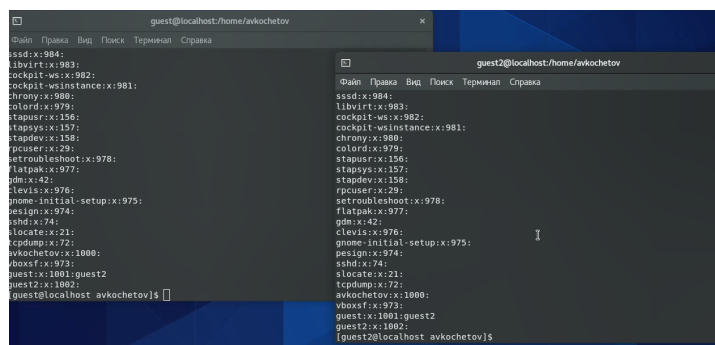 guest@localhost:/home/avkochetov
Файл Правка Вид Поиск Терминал Справка
sssd:x:984:
libvirt:x:983:
cockpit-ws:x:982:
cockpit-wsinstance:x:981:
chrony:x:980:
colord:x:979:
stapusr:x:156:
stapsys:x:157:
stapdev:x:158:
rpcuser:x:29:
setroubleshoot:x:978:
flatpak:x:977:
gdm:x:42:
clevis:x:976:
gnome-initial-setup:x:975:
pesign:x:974:
sshd:x:74:
slocate:x:21:
tcpdump:x:72:
avkochetov:x:1000:
vboxsf:x:973:
guest:x:1001:guest2
guest2:x:1002:
[guest@localhost avkochetov]$
guest2@localhost:/home/avkochetov
Файл Правка Вид Поиск Терминал Справка
sssd:x:984:
libvirt:x:983:
cockpit-ws:x:982:
cockpit-wsinstance:x:981:
chrony:x:980:
colord:x:979:
stapusr:x:156:
stapsys:x:157:
stapdev:x:158:
rpcuser:x:29:
setroubleshoot:x:978:
flatpak:x:977:
gdm:x:42:
clevis:x:976:
gnome-initial-setup:x:975:
pesign:x:974:
sshd:x:74:
slocate:x:21:
tcpdump:x:72:
avkochetov:x:1000:
vboxsf:x:973:
guest:x:1001:guest2
guest2:x:1002:
[guest2@localhost avkochetov]$